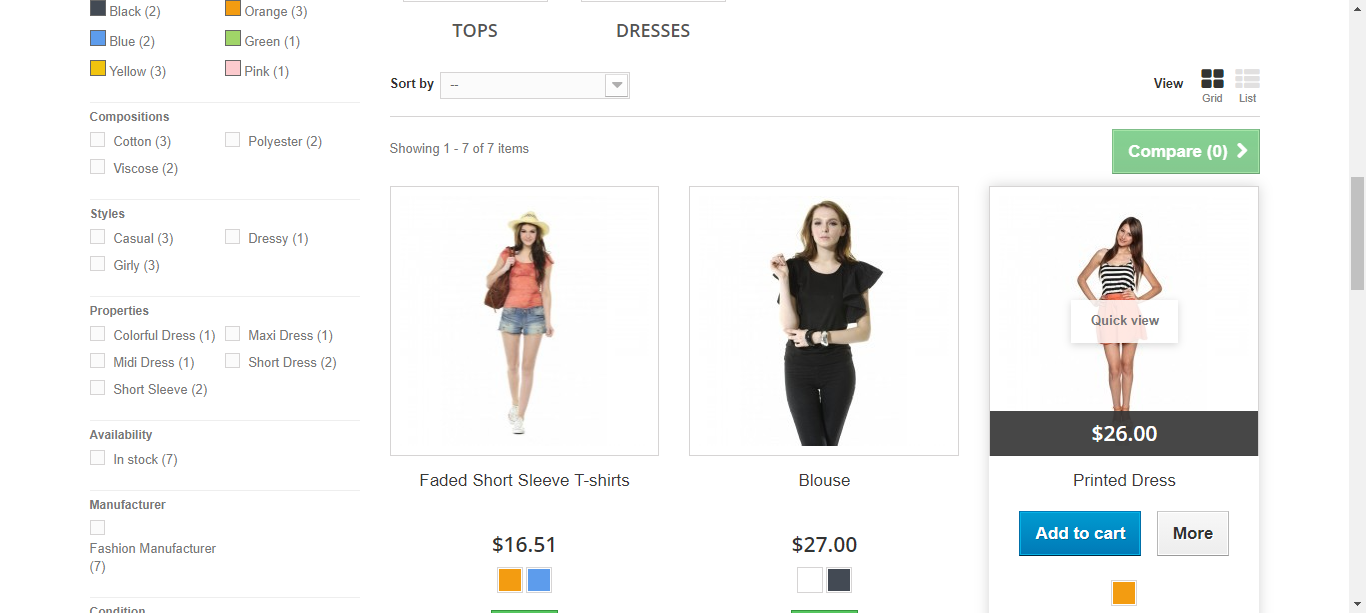 Black (2)
Orange (3)
Blue (2)
Green (1)
Yellow (3)
Pink (1)
Compositions
Cotton (3)
Polyester (2)
Viscose (2)
Styles
Casual (3)
Dressy (1)
Girly (3)
Properties
Colorful Dress (1)
Maxi Dress (1)
Midi Dress (1)
Short Dress (2)
Short Sleeve (2)
Availability
In stock (7)
Manufacturer
Fashion Manufacturer
(7)
Condition
TOPS
DRESSES
Sort by
--
View
Grid
List
Showing 1 - 7 of 7 items
Compare (0)
Faded Short Sleeve T-shirts
$16.51
Blouse
$27.00
Quick view
$26.00
Printed Dress
Add to cart
More